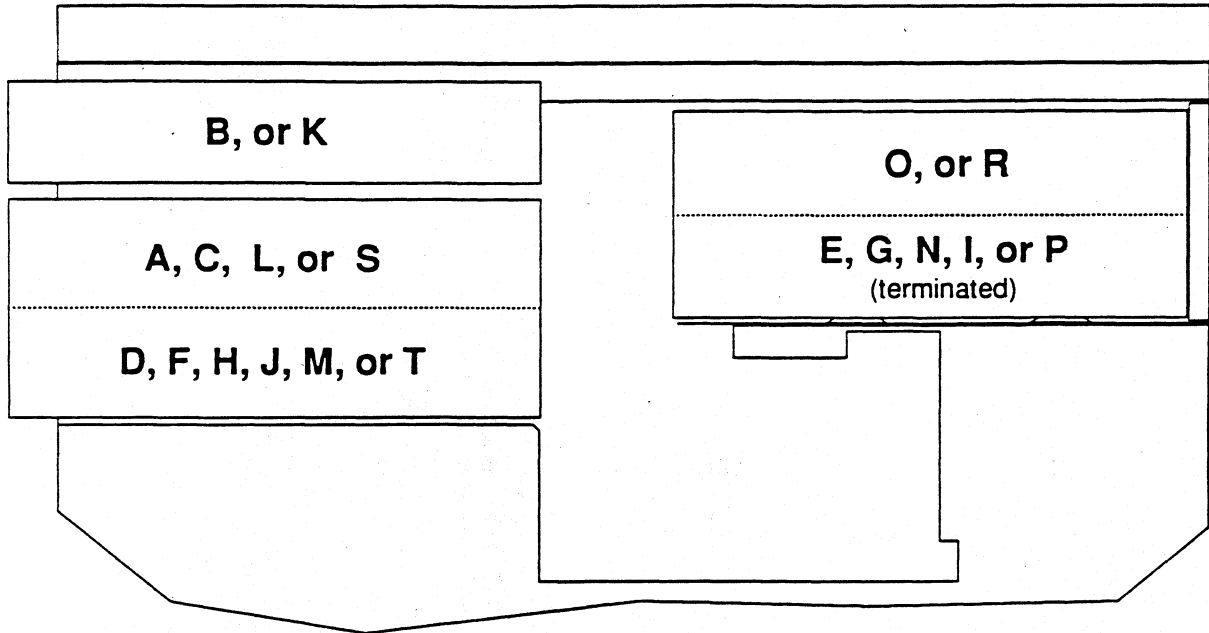 B, or K
A, C, L, or S
D, F, H, J, M, or T
O, or R
E, G, N, I, or P
(terminated)